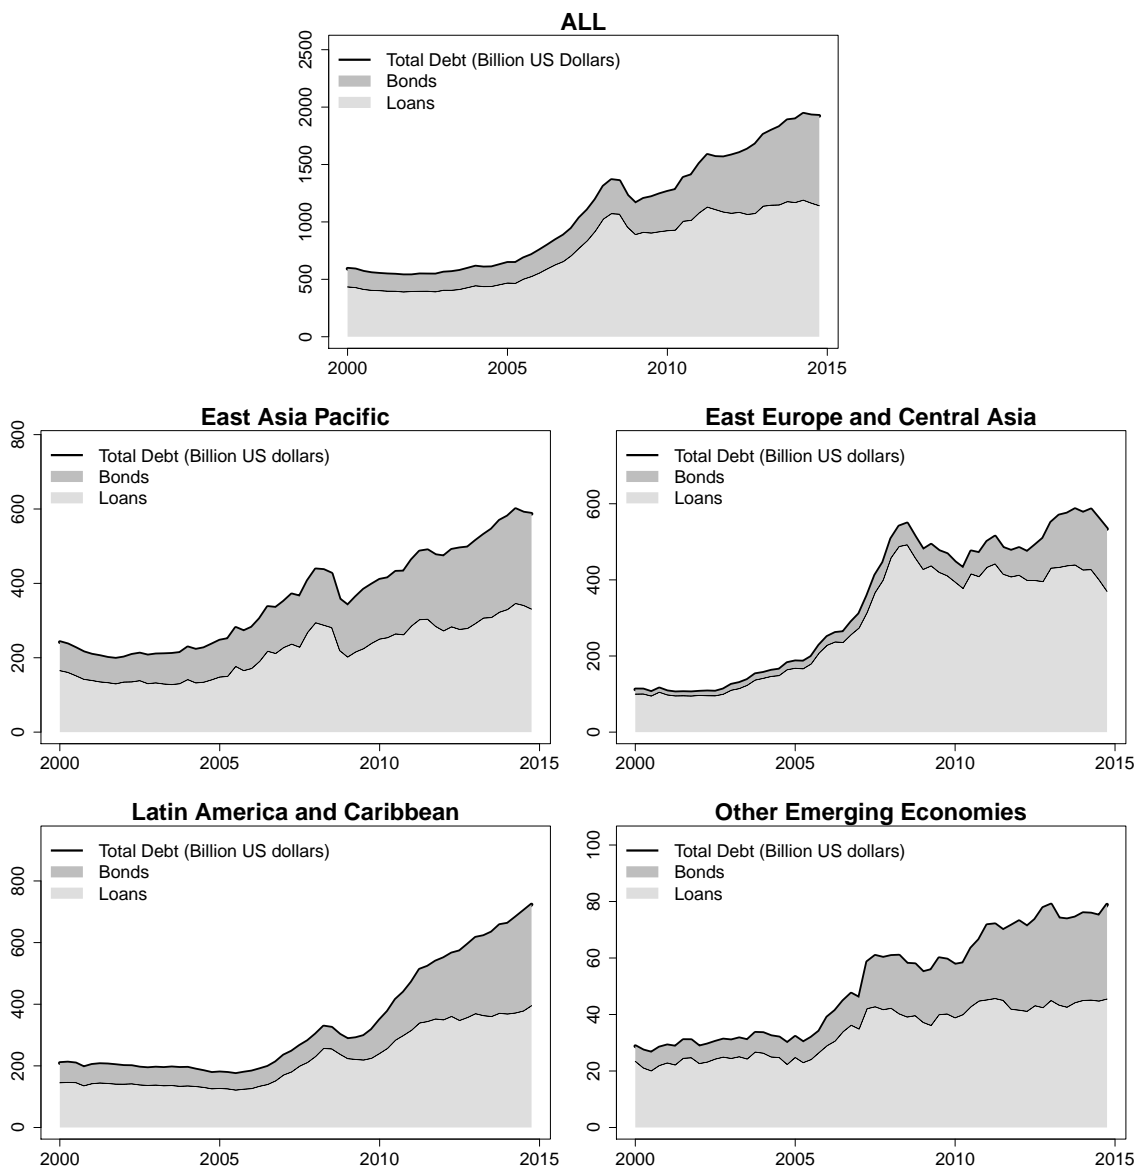 ALL
Total Debt (Billion US Dollars)
Bonds
Loans
2500
2000
1500
1000
500
0
2000
2005
2010
2015
East Asia Pacific
Total Debt (Billion US dollars)
Bonds
Loans
800
600
400
200
0
2000
2005
2010
2015
East Europe and Central Asia
Total Debt (Billion US dollars)
Bonds
Loans
600
400
200
0
2000
2005
2010
2015
Latin America and Caribbean
Total Debt (Billion US dollars)
Bonds
Loans
800
600
400
200
0
2000
2005
2010
2015
Other Emerging Economies
Total Debt (Billion US dollars)
Bonds
Loans
100
80
60
40
20
0
2000
2005
2010
2015